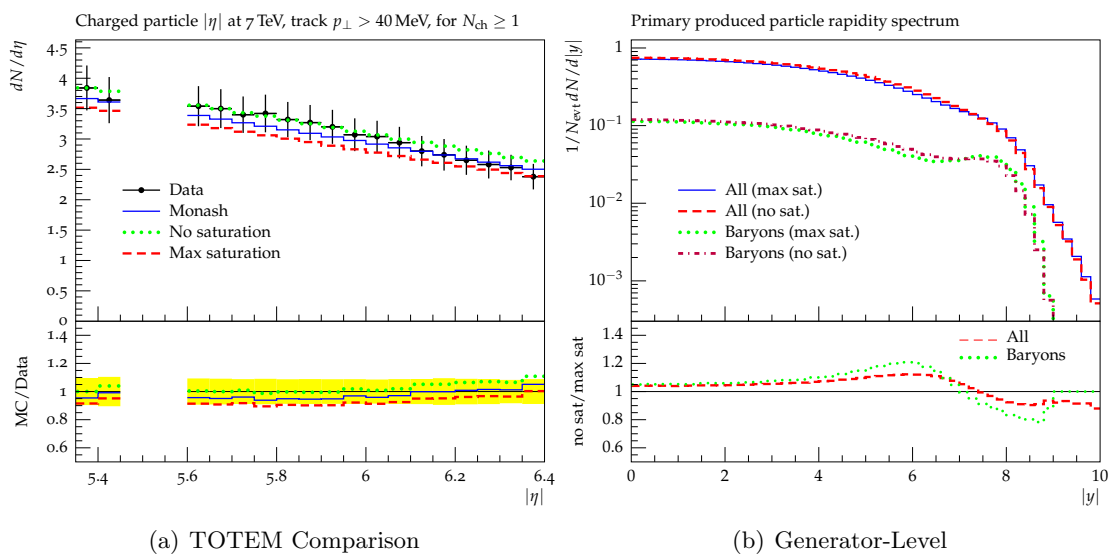 Charged particle |η| at 7 TeV, track p⊥ > 40 MeV, for Nch ≥ 1
dN/dη
4.5
4
3.5
3
2.5
2
1.5
1
0.5
0
Data
Monash
No saturation
Max saturation
MC/Data
1.4
1.2
1
0.8
0.6
5.4 5.6 5.8 6 6.2 6.4
|η|
(a) TOTEM Comparison
Primary produced particle rapidity spectrum
1/Nevt dN/d|y|
1
10⁻¹
10⁻²
10⁻³
All (max sat.)
All (no sat.)
Baryons (max sat.)
Baryons (no sat.)
no sat/max sat
1.4
1.2
1
0.8
0.6
All
Baryons
0 2 4 6 8 10
|y|
(b) Generator-Level